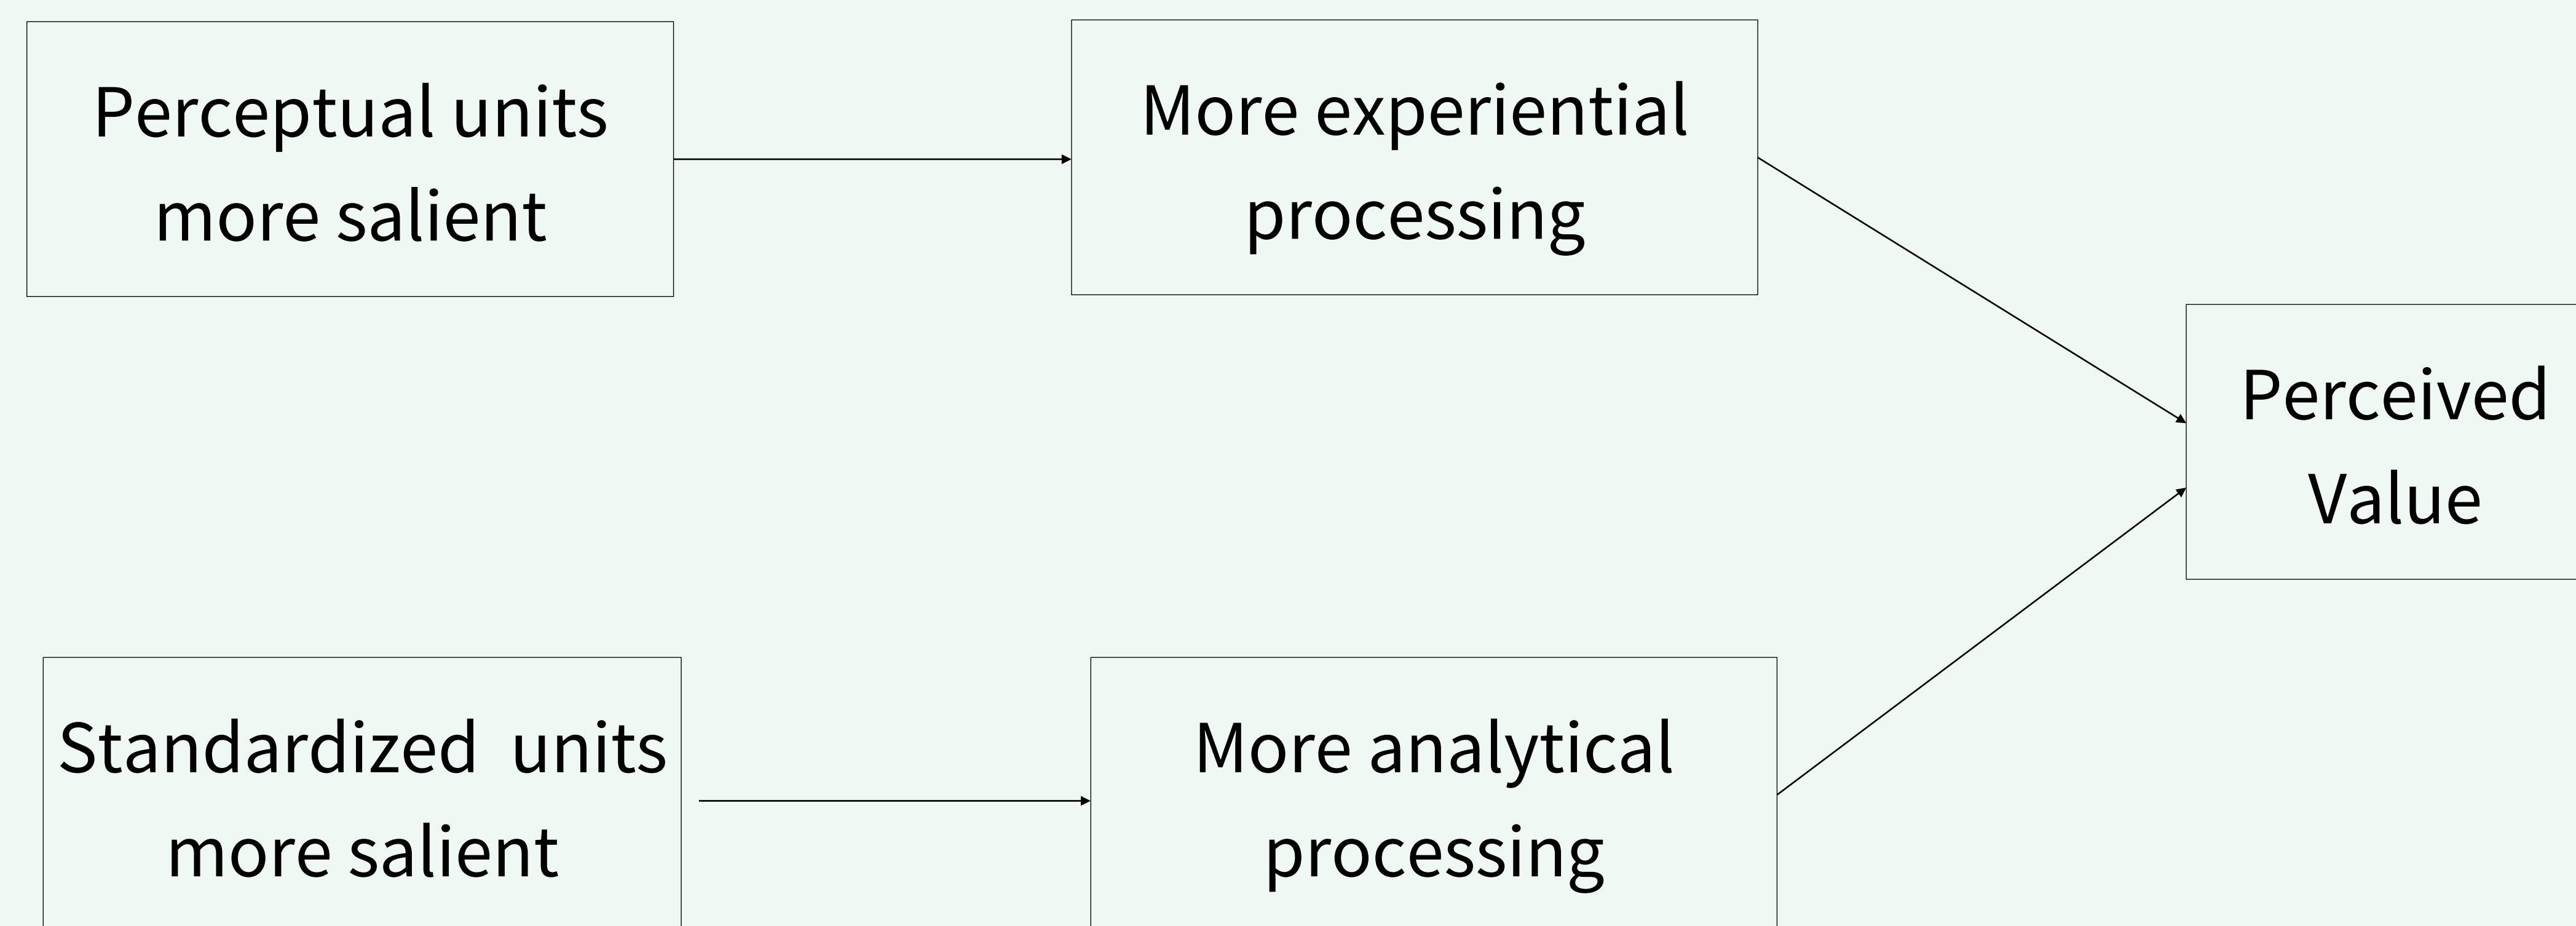 Perceptual units
more salient
More experiential
processing
Perceived
Value
Standardized  units
more salient
More analytical
processing